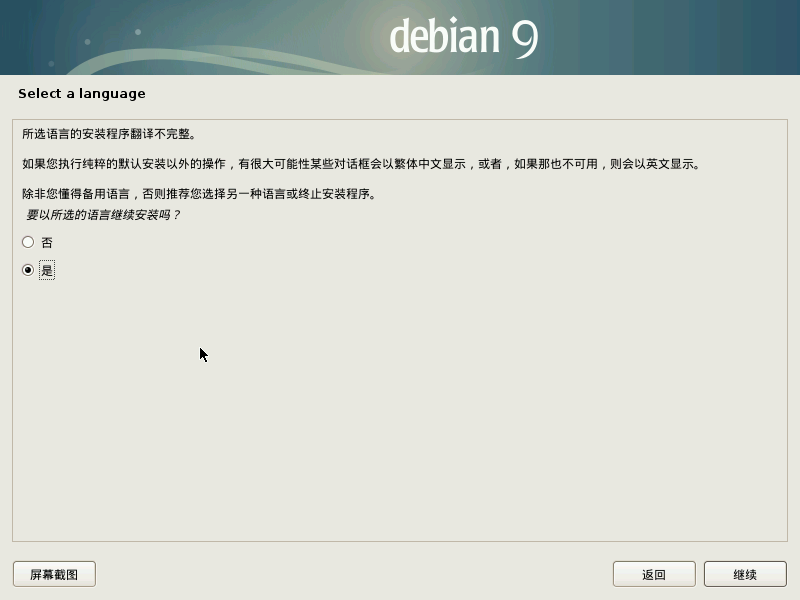 debian 9
Select a language
所选语言的安装程序翻译不完整。
如果您执行纯粹的默认安装以外的操作，有很大可能性某些对话框会以繁体中文显示，或者，如果那也不可用，则会以英文显示。
除非您懂得备用语言，否则推荐您选择另一种语言或终止安装程序。
要以所选的语言继续安装吗？
否
是
屏幕截图
返回
继续